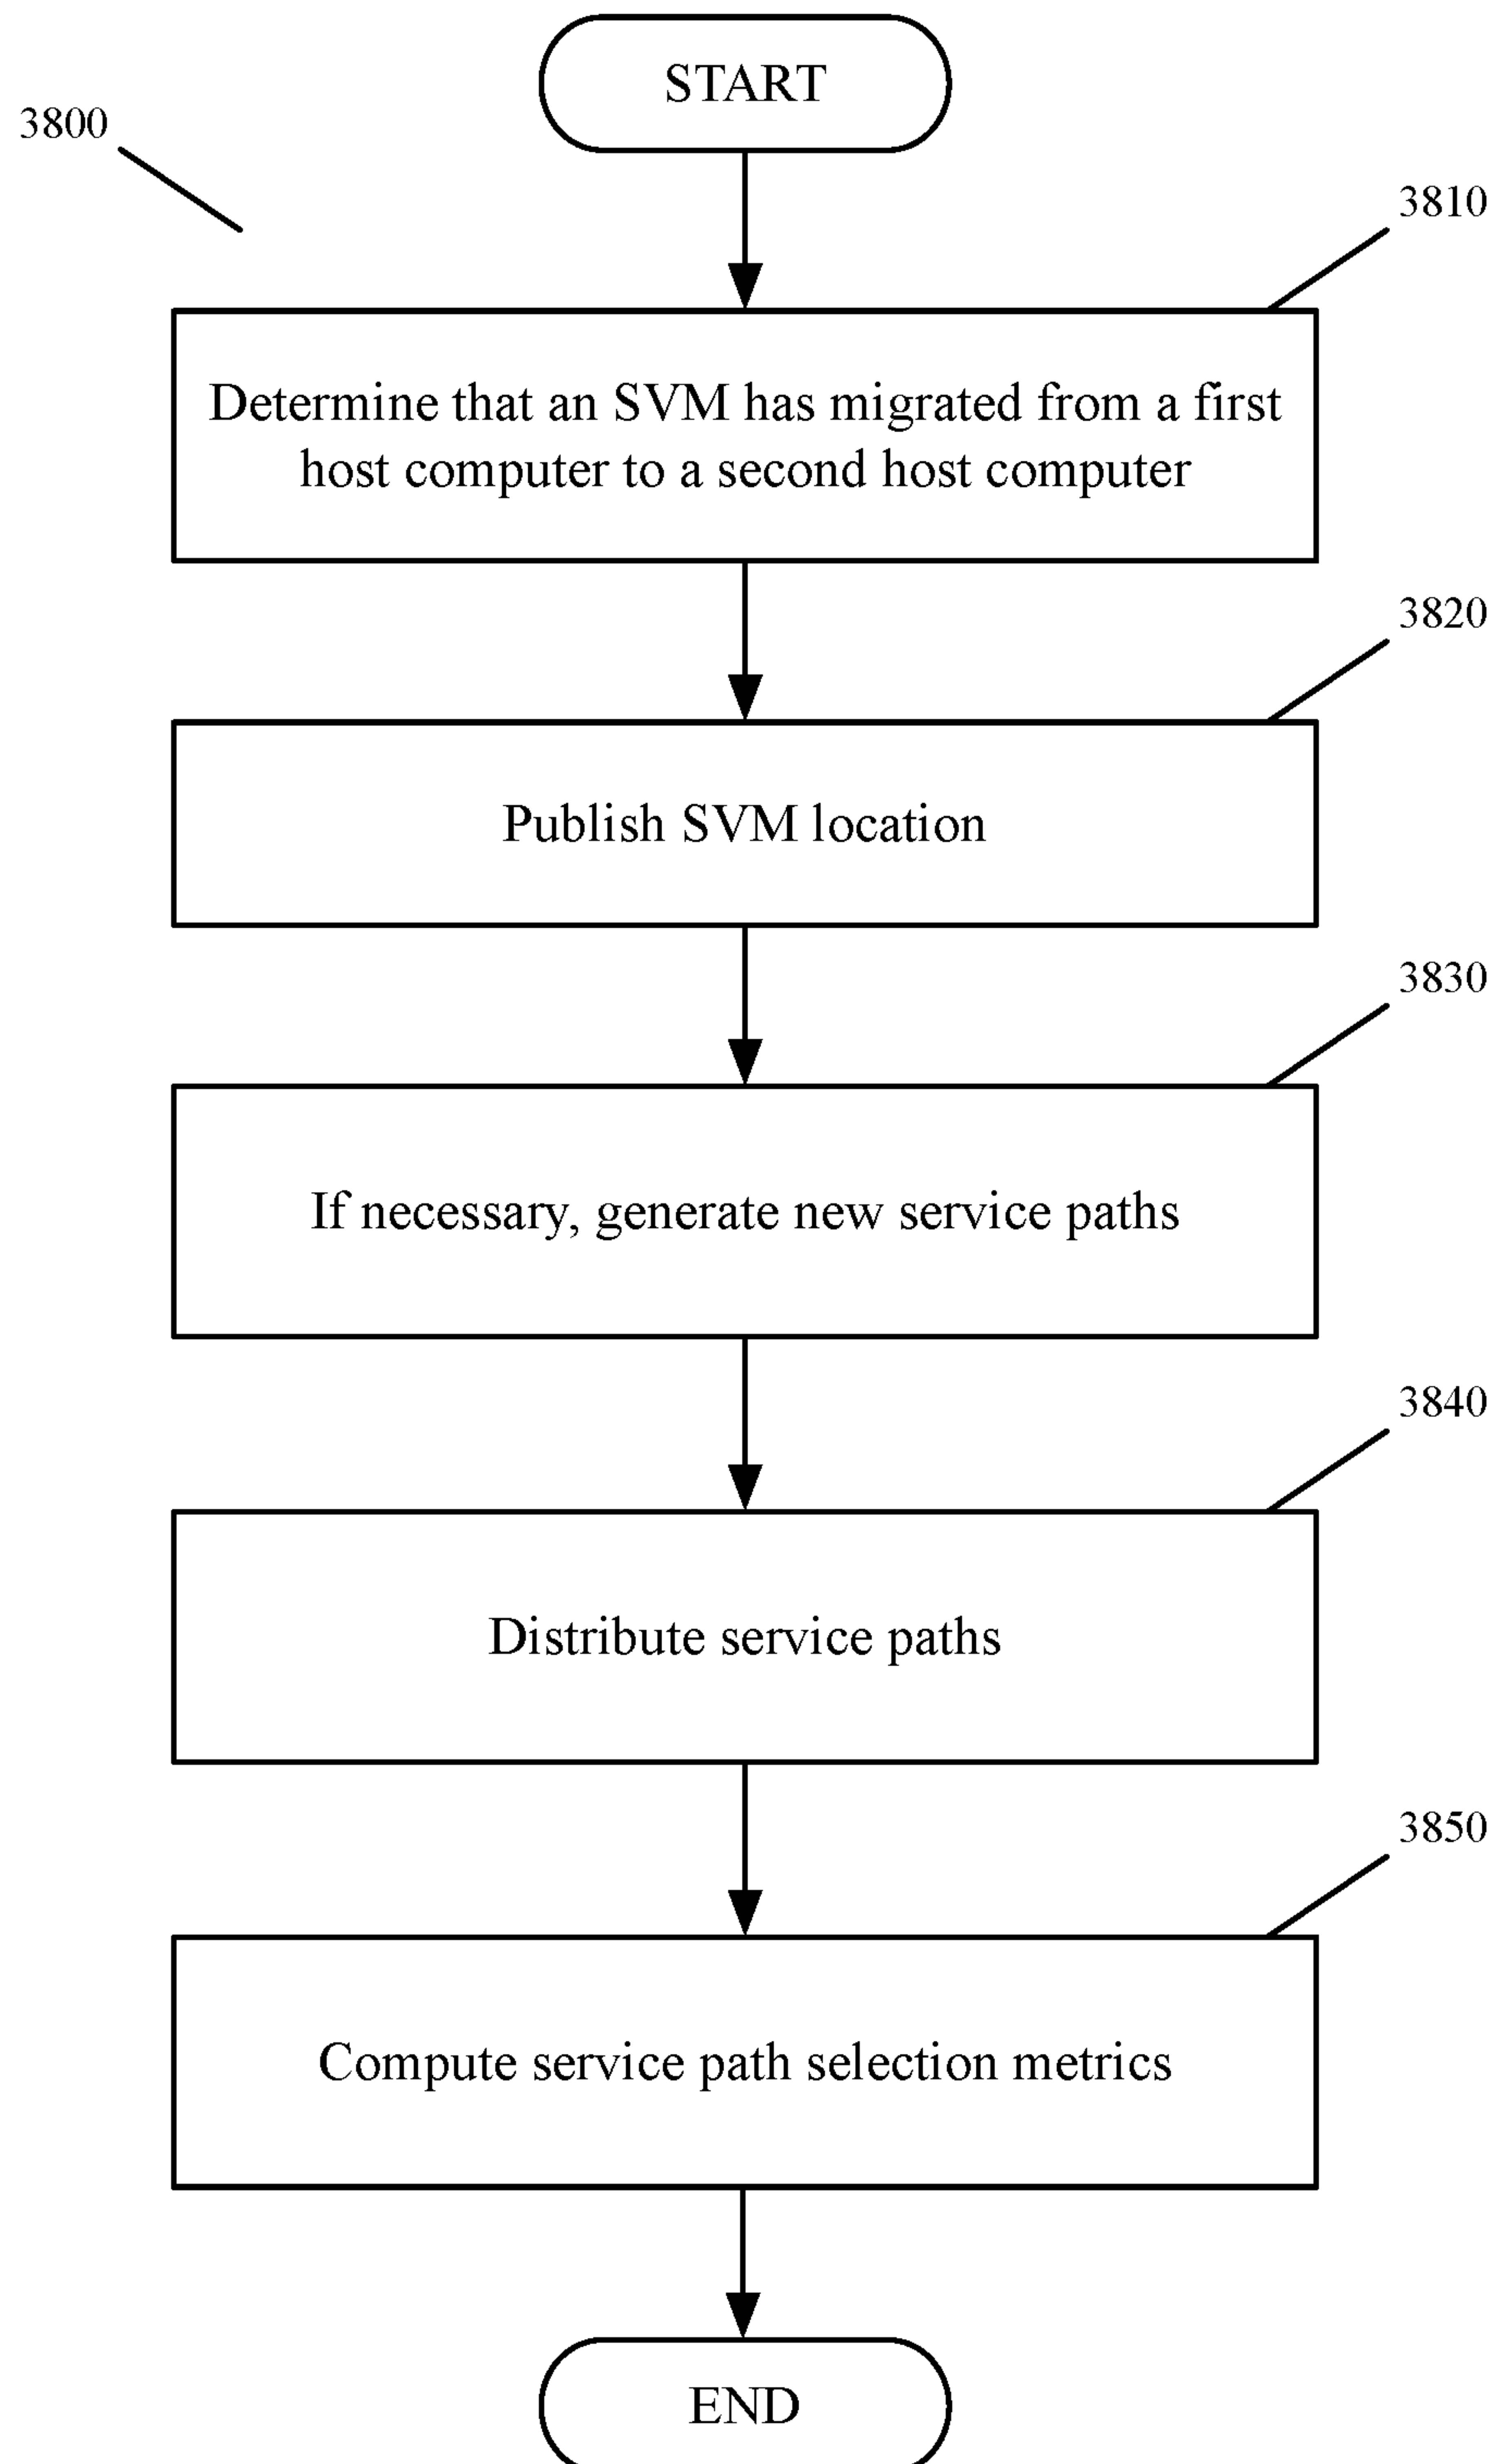 START
3800
3810
Determine that an SVM has migrated from a first
host computer to a second host computer
3820
Publish SVM location
3830
If necessary, generate new service paths
3840
Distribute service paths
3850
Compute service path selection metrics
END